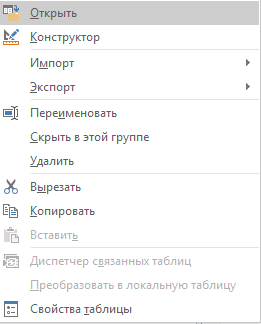 Открыть
Конструктор
Импорт
Экспорт
Переименовать
Скрыть в этой группе
Удалить
Вырезать
Копировать
Вставить
Диспетчер связанных таблиц
Преобразовать в локальную таблицу
Свойства таблицы